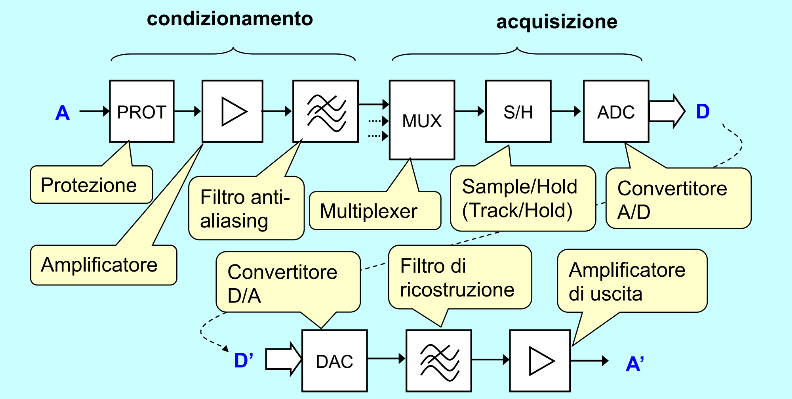 condizionamento
acquisizione
A
PROT
MUX
S/H
ADC
D
Protezione
Amplificatore
Filtro anti-
aliasing
Multiplexer
Sample/Hold
(Track/Hold)
Convertitore
A/D
Convertitore
D/A
Filtro di
ricostruzione
Amplificatore
di uscita
D’
DAC
A’